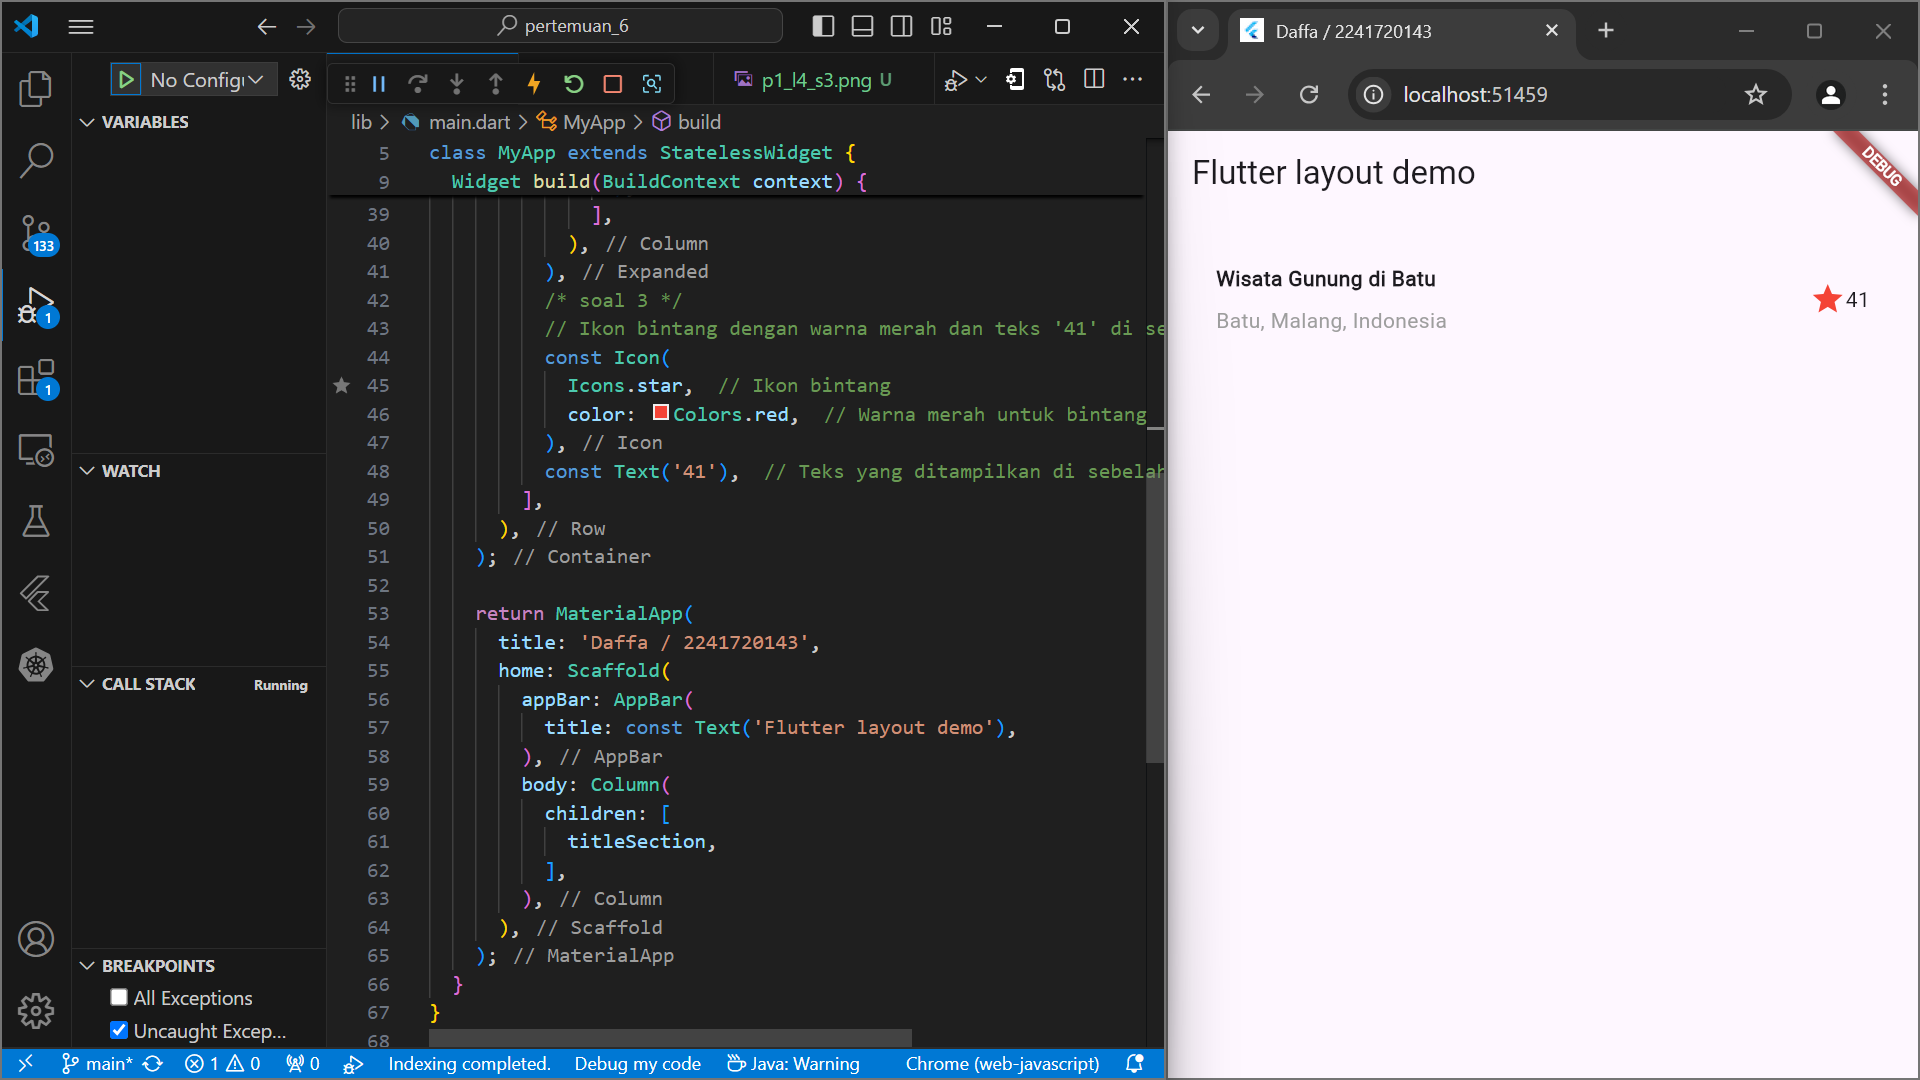 pertemuan_6
No Config
p1_l4_s3.png U
VARIABLES
WATCH
CALL STACK
Running
BREAKPOINTS
All Exceptions
Uncaught Excep...
133
1
1
lib > main.dart > MyApp > build
5 class MyApp extends StatelessWidget {
9 Widget build(BuildContext context) {
39 ],
40 ), // Column
41 ), // Expanded
42 /* soal 3 */
43 // Ikon bintang dengan warna merah dan teks '41' di se
44 const Icon(
45 Icons.star, // Ikon bintang
46 color: Colors.red, // Warna merah untuk bintang
47 ), // Icon
48 const Text('41'), // Teks yang ditampilkan di sebelah
49 ],
50 ), // Row
51 ); // Container
52
53 return MaterialApp(
54 title: 'Daffa / 2241720143',
55 home: Scaffold(
56 appBar: AppBar(
57 title: const Text('Flutter layout demo'),
58 ), // AppBar
59 body: Column(
60 children: [
61 titleSection,
62 ],
63 ), // Column
64 ), // Scaffold
65 ); // MaterialApp
66 }
67 }
68
main* 1 0 0 Indexing completed. Debug my code Java: Warning Chrome (web-javascript)
Daffa / 2241720143
localhost:51459
Flutter layout demo
DEBUG
Wisata Gunung di Batu
Batu, Malang, Indonesia
41